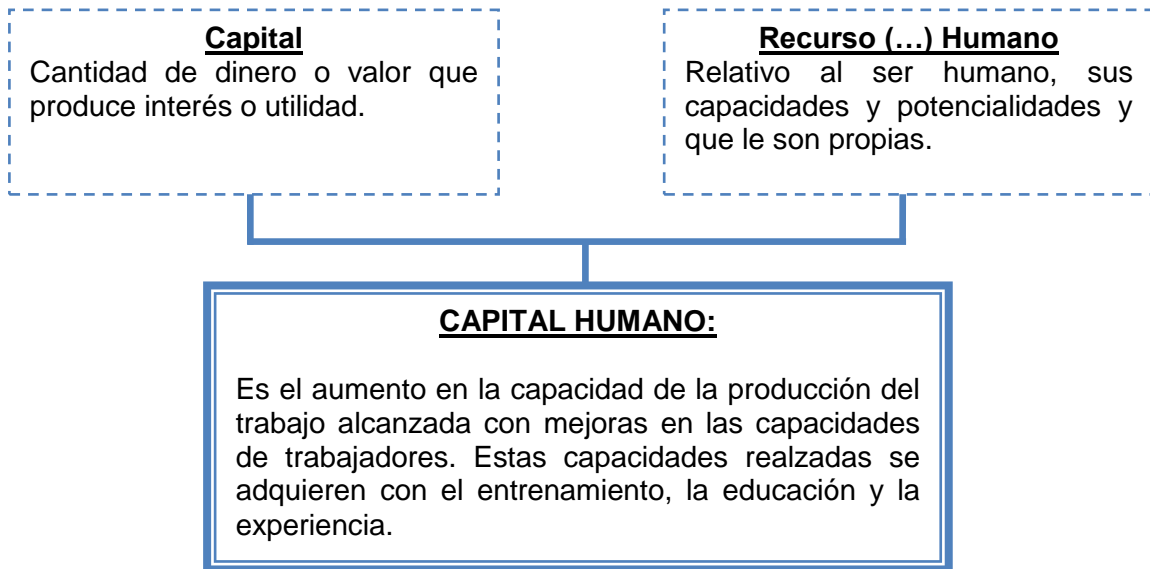 Capital
Cantidad de dinero o valor que
produce interés o utilidad.
Recurso (…) Humano
Relativo al ser humano, sus
capacidades y potencialidades y
que le son propias.
CAPITAL HUMANO:
Es el aumento en la capacidad de la producción del
trabajo alcanzada con mejoras en las capacidades
de trabajadores. Estas capacidades realzadas se
adquieren con el entrenamiento, la educación y la
experiencia.